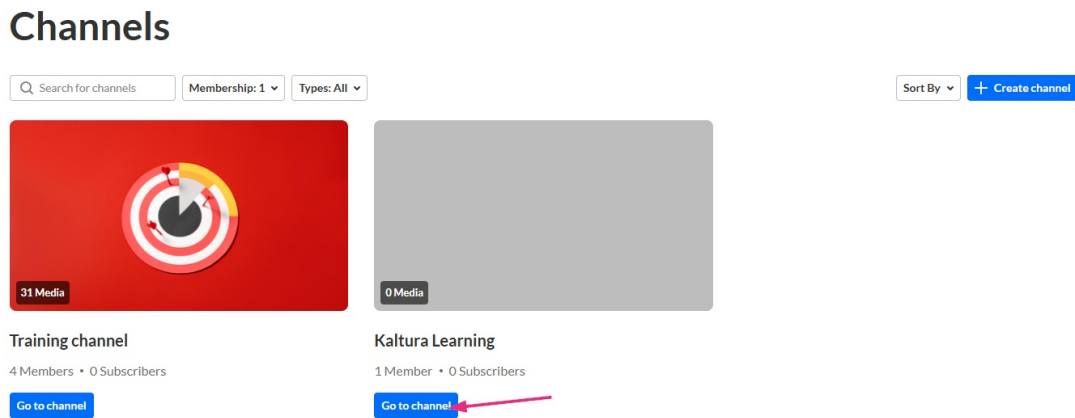 Channels
Search for channels Membership: 1 Types: All Sort By + Create channel
31 Media 0 Media
Training channel Kaltura Learning
4 Members • 0 Subscribers 1 Member • 0 Subscribers
Go to channel Go to channel